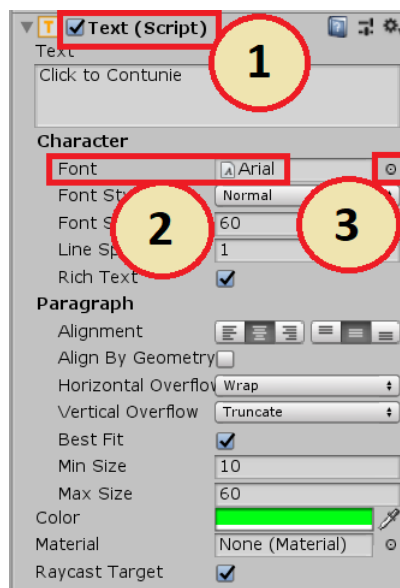 Text (Script)
1
Text
Click to Contunie
Character
Font Arial
Font St Normal
Font S 60
2
3
Line Sp 1
Rich Text
Paragraph
Alignment
Align By Geometry
Horizontal Overflow Wrap
Vertical Overflow Truncate
Best Fit
Min Size 10
Max Size 60
Color
Material None (Material)
Raycast Target